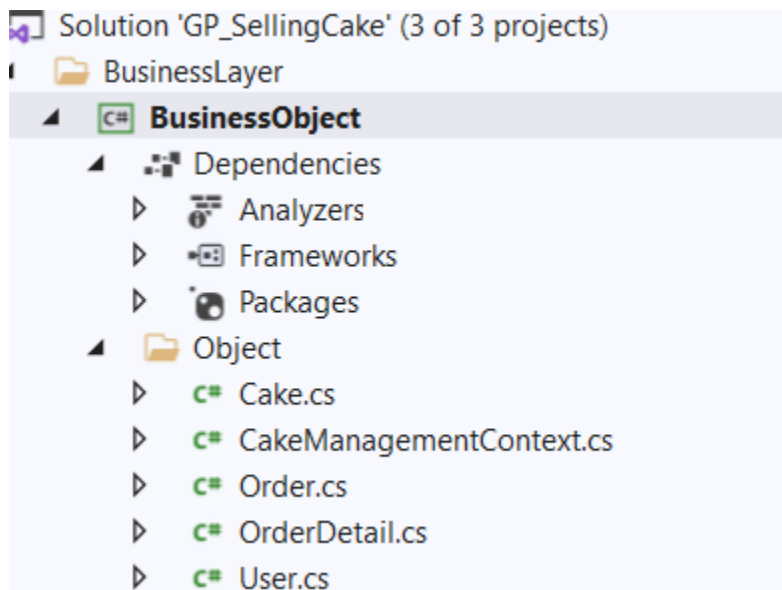 Solution 'GP_SellingCake' (3 of 3 projects)
BusinessLayer
C# BusinessObject
Dependencies
Analyzers
Frameworks
Packages
Object
C# Cake.cs
C# CakeManagementContext.cs
C# Order.cs
C# OrderDetail.cs
C# User.cs